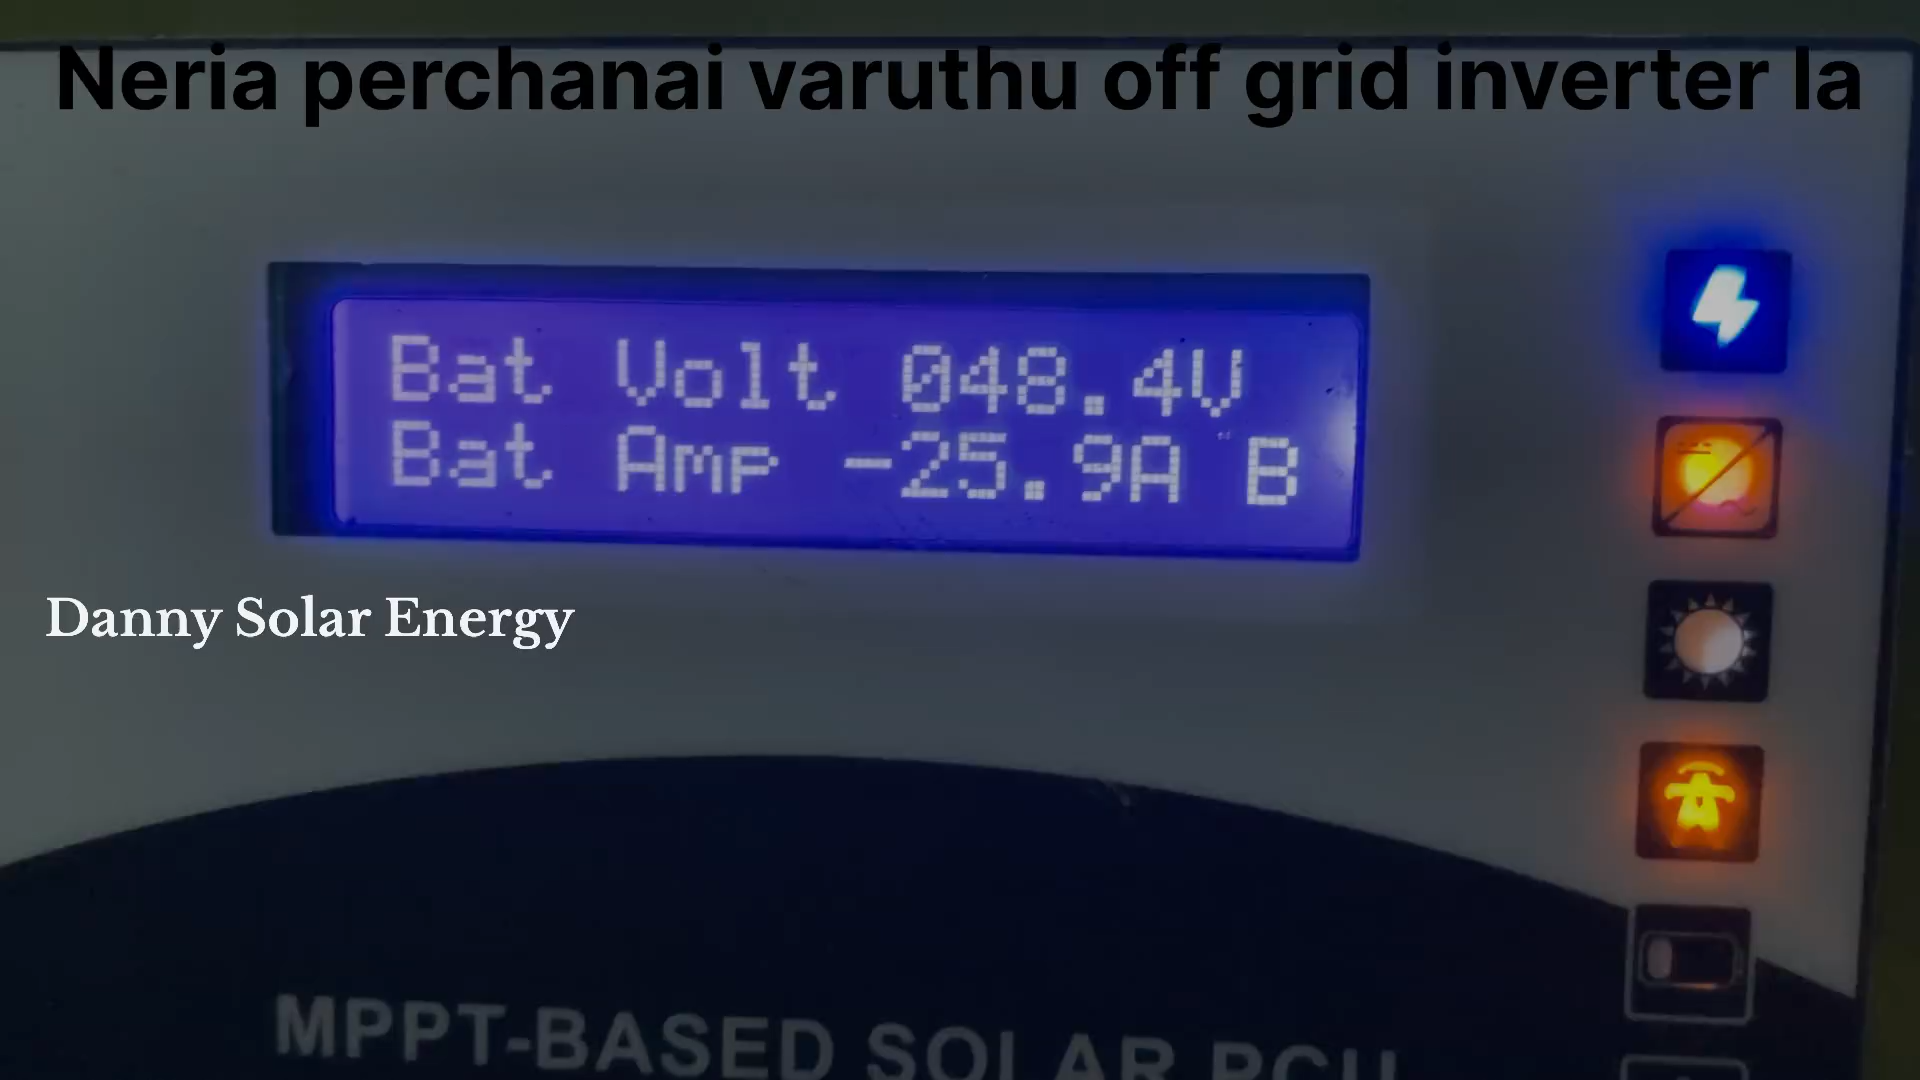 Neria perchanai varuthu off grid inverter la
Bat Volt 048.4V
Bat Amp -25.9A B
Danny Solar Energy
MPPT-BASED SOLAR PCU